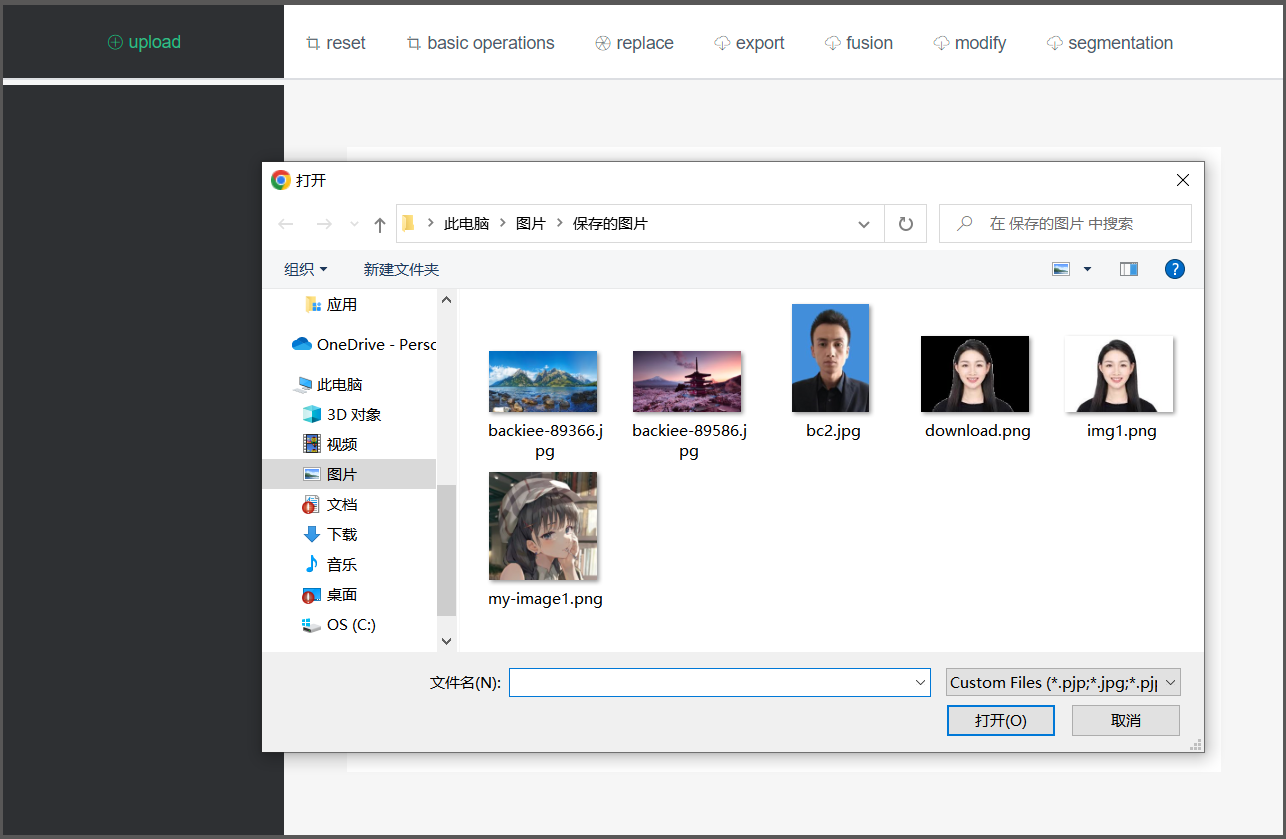 upload
reset
basic operations
replace
export
fusion
modify
segmentation
打开
此电脑
图片
保存的图片
在 保存的图片 中搜索
组织
新建文件夹
?
应用
OneDrive - Perso
此电脑
3D 对象
视频
图片
文档
下载
音乐
桌面
OS (C:)
backiee-89366.j
pg
backiee-89586.j
pg
bc2.jpg
download.png
img1.png
my-image1.png
文件名(N):
Custom Files (*.pjp;*.jpg;*.pj
打开(O)
取消